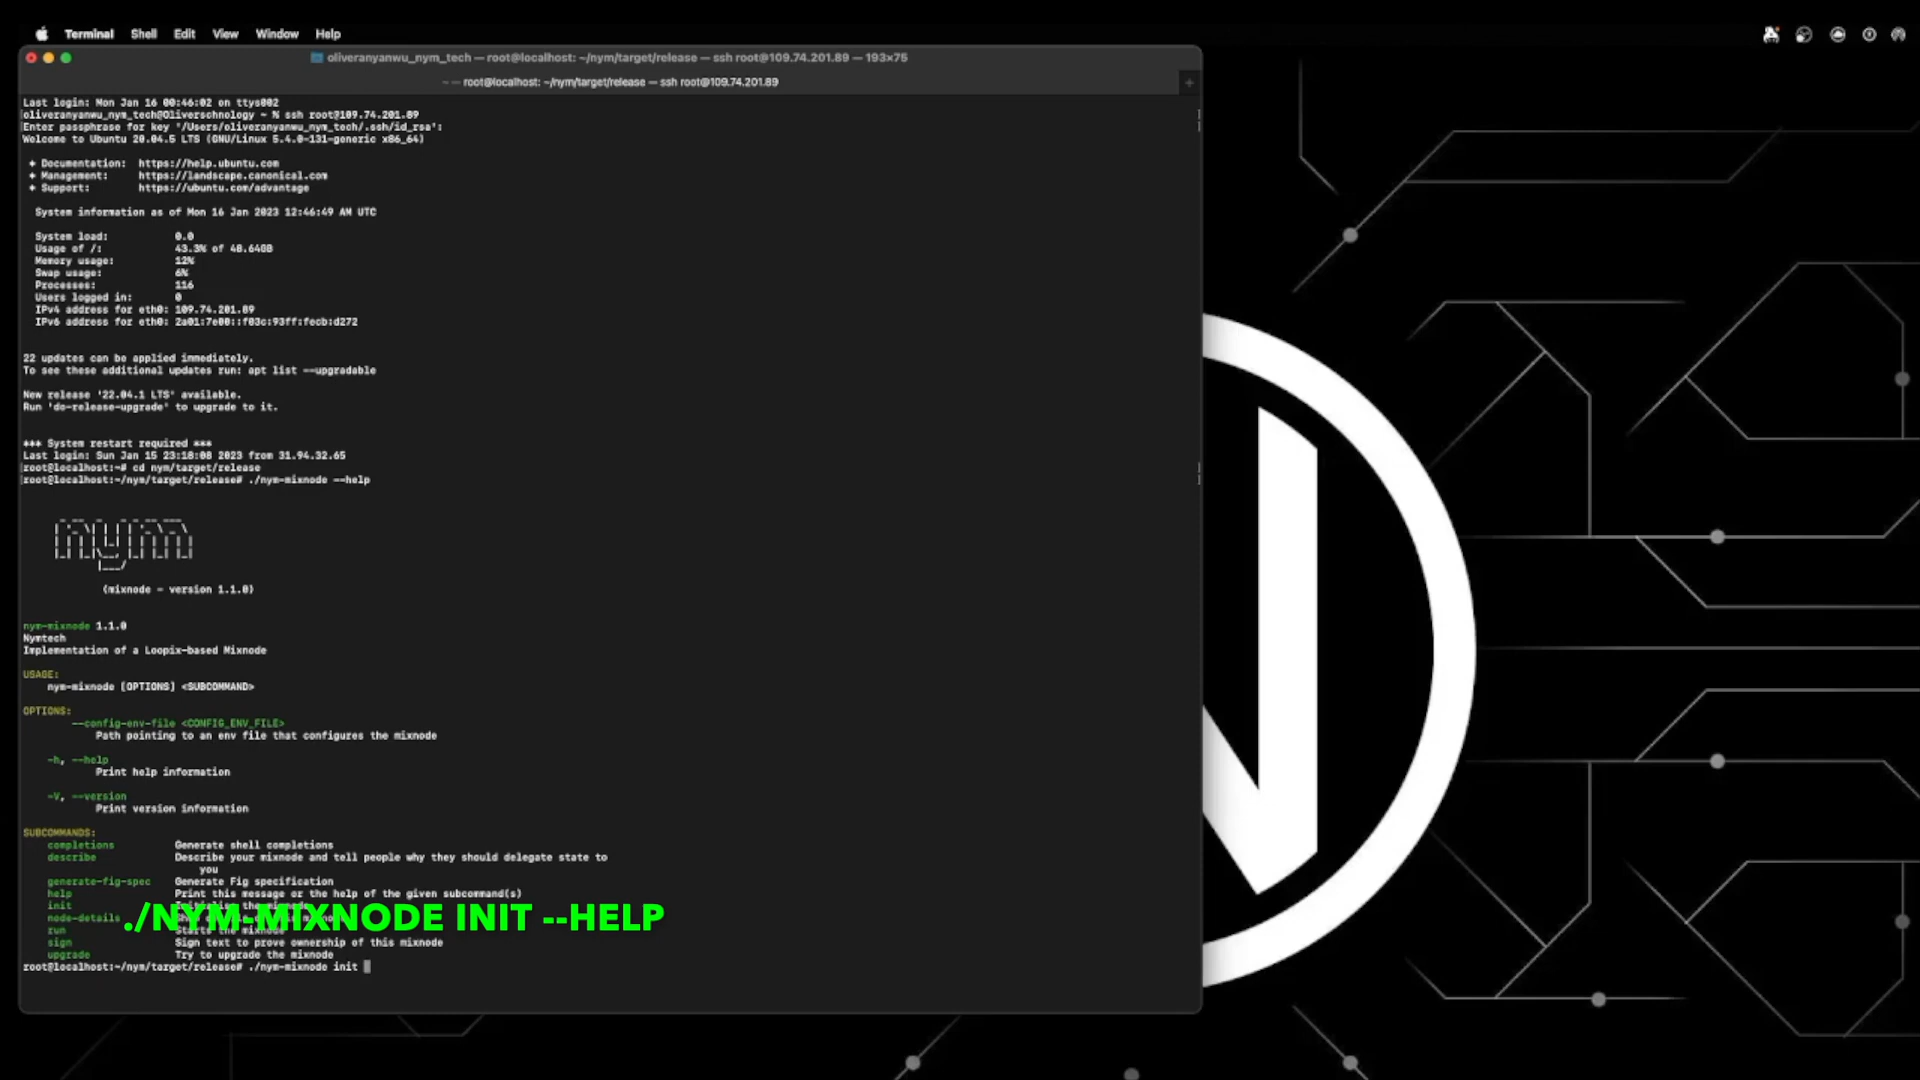 Terminal Shell Edit View Window Help
oliveranyanwu_nym_tech — root@localhost: ~/nym/target/release — ssh root@109.74.201.89 — 193×75
~ — root@localhost: ~/nym/target/release — ssh root@109.74.201.89
Last login: Mon Jan 16 00:46:02 on ttys002
oliveranyanwu_nym_tech@Oliverschnology ~ % ssh root@109.74.201.89
Enter passphrase for key '/Users/oliveranyanwu_nym_tech/.ssh/id_rsa':
Welcome to Ubuntu 20.04.5 LTS (GNU/Linux 5.4.0-131-generic x86_64)
* Documentation: https://help.ubuntu.com
* Management: https://landscape.canonical.com
* Support: https://ubuntu.com/advantage
System information as of Mon 16 Jan 2023 12:46:49 AM UTC
System load: 0.0
Usage of /: 43.3% of 48.64GB
Memory usage: 12%
Swap usage: 6%
Processes: 116
Users logged in: 0
IPv4 address for eth0: 109.74.201.89
IPv6 address for eth0: 2a01:7e00::f03c:93ff:fecb:d272
22 updates can be applied immediately.
To see these additional updates run: apt list --upgradable
New release '22.04.1 LTS' available.
Run 'do-release-upgrade' to upgrade to it.
*** System restart required ***
Last login: Sun Jan 15 23:18:08 2023 from 31.94.32.65
root@localhost:~# cd nym/target/release
root@localhost:~/nym/target/release# ./nym-mixnode --help
nym
(mixnode - version 1.1.0)
nym-mixnode 1.1.0
Nymtech
Implementation of a Loopix-based Mixnode
USAGE:
nym-mixnode [OPTIONS] <SUBCOMMAND>
OPTIONS:
--config-env-file <CONFIG_ENV_FILE>
Path pointing to an env file that configures the mixnode
-h, --help
Print help information
-V, --version
Print version information
SUBCOMMANDS:
completions Generate shell completions
describe Describe your mixnode and tell people why they should delegate state to
you
generate-fig-spec Generate Fig specification
help Print this message or the help of the given subcommand(s)
init Initialise the mixnode
node-details
./NYM-MIXNODE INIT --HELP
run Starts the mixnode
sign Sign text to prove ownership of this mixnode
upgrade Try to upgrade the mixnode
root@localhost:~/nym/target/release# ./nym-mixnode init